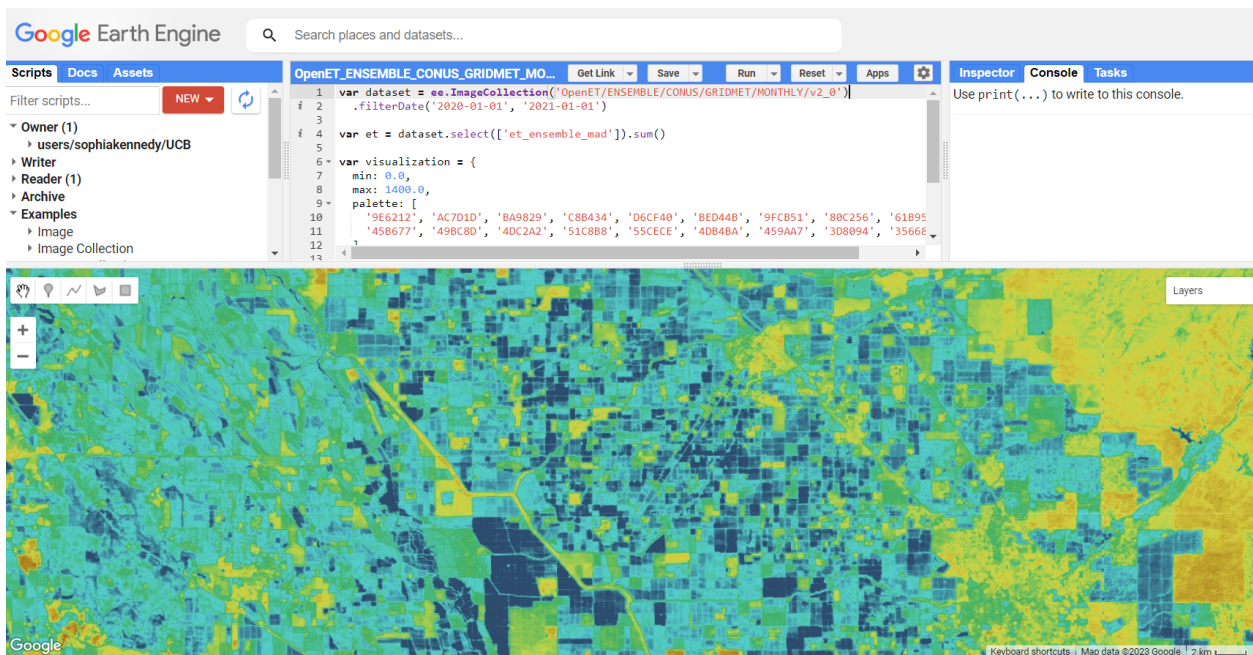 Google Earth Engine
Search places and datasets...
Scripts Docs Assets
Filter scripts...
NEW
Owner (1)
users/sophiakennedy/UCB
Writer
Reader (1)
Archive
Examples
Image
Image Collection
OpenET_ENSEMBLE_CONUS_GRIDMET_MO...
Get Link Save Run Reset Apps
1 var dataset = ee.ImageCollection('OpenET/ENSEMBLE/CONUS/GRIDMET/MONTHLY/v2_0')
i 2 .filterDate('2020-01-01', '2021-01-01')
3
i 4 var et = dataset.select(['et_ensemble_mad']).sum()
5
6 var visualization = {
7 min: 0.0,
8 max: 1400.0,
9 palette: [
10 '9E6212', 'AC7D1D', 'BA9829', 'C8B434', 'D6CF40', 'BED44B', '9FCB51', '80C256', '61B95
11 '45B677', '49BC8D', '4DC2A2', '51C8B8', '55CECE', '4DB4BA', '459AA7', '3D8094', '35668
12 ]
13
Inspector Console Tasks
Use print(...) to write to this console.
Layers
Google
Keyboard shortcuts Map data ©2023 Google 2 km